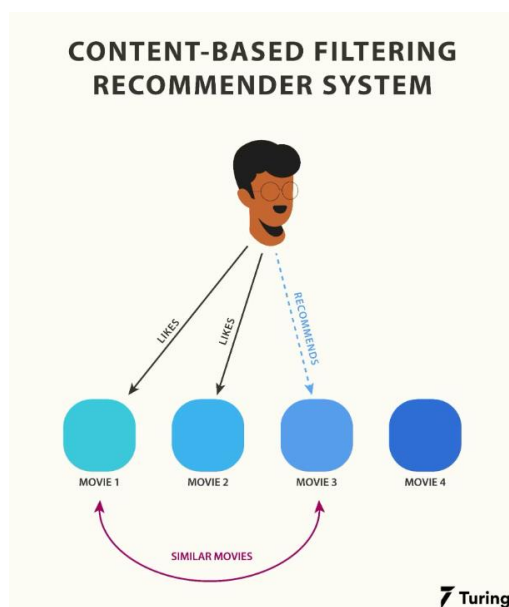 CONTENT-BASED FILTERING
RECOMMENDER SYSTEM
LIKES
LIKES
RECOMMENDS
MOVIE 1
MOVIE 2
MOVIE 3
MOVIE 4
SIMILAR MOVIES
Turing